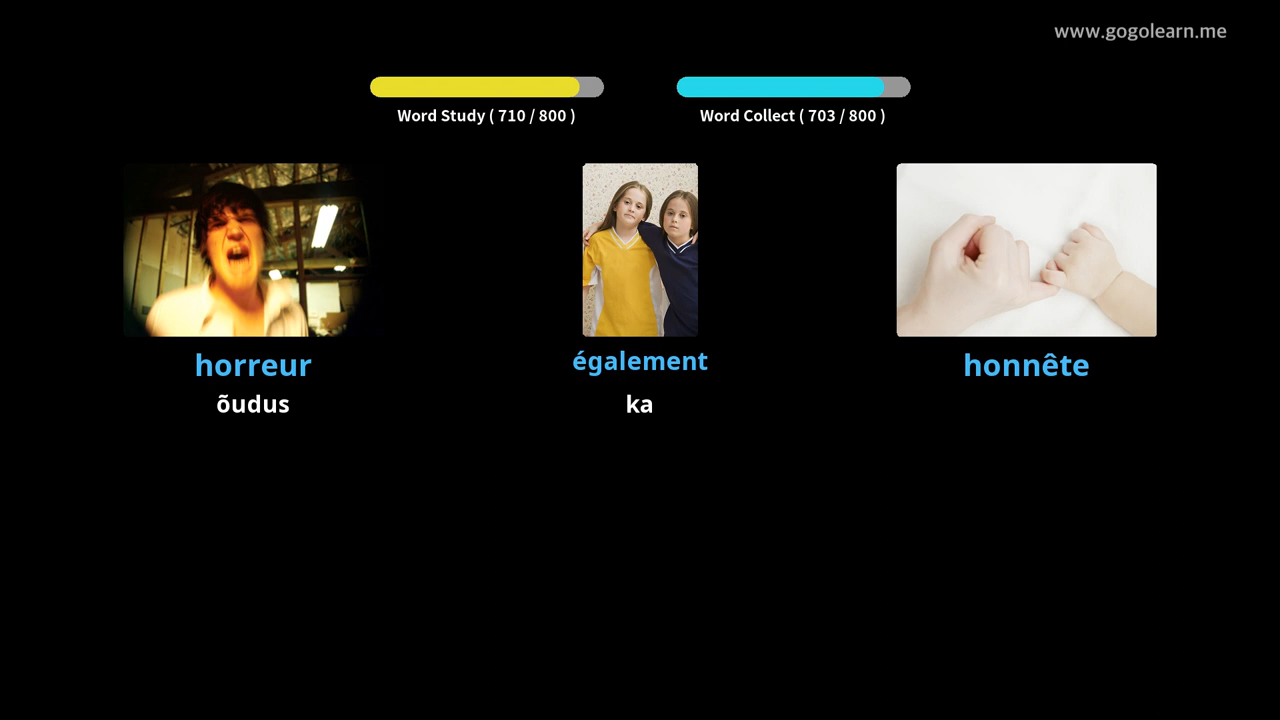 www.gogolearn.me
Word Study ( 710 / 800 )
Word Collect ( 703 / 800 )
horreur
également
honnête
õudus
ka